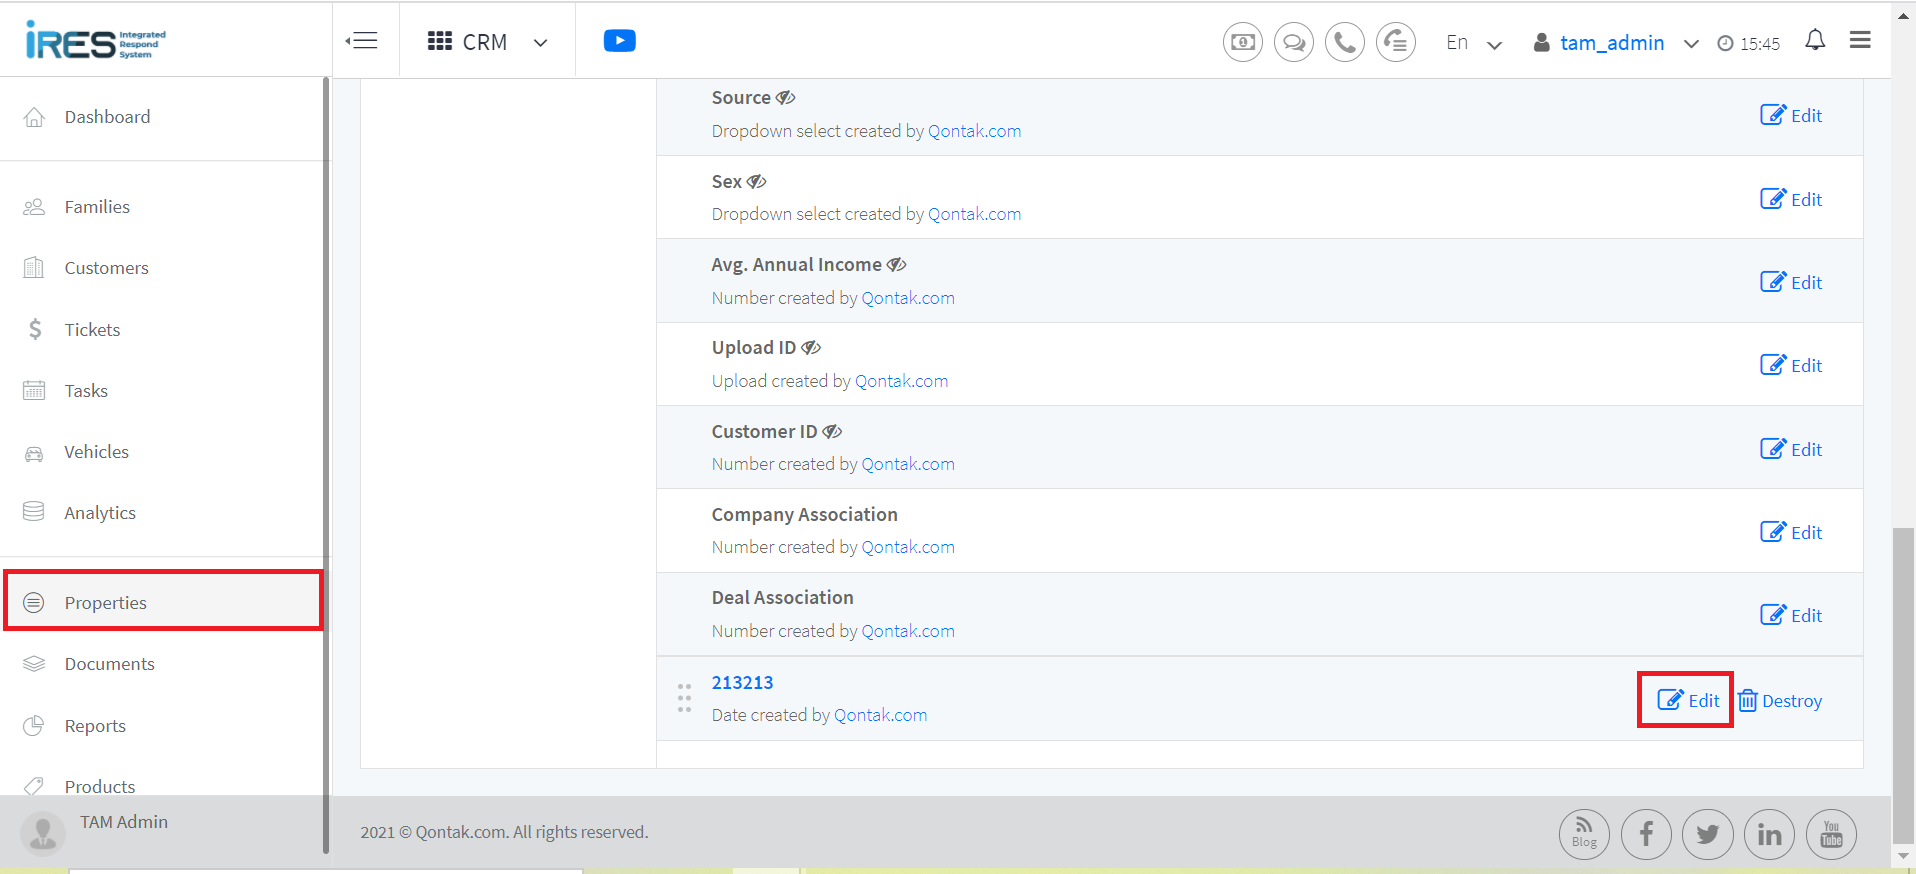 iRES Integrated Respond System
CRM
En
tam_admin
15:45
Dashboard
Families
Customers
Tickets
Tasks
Vehicles
Analytics
Properties
Documents
Reports
Products
TAM Admin
Source
Dropdown select created by Qontak.com
Edit
Sex
Dropdown select created by Qontak.com
Edit
Avg. Annual Income
Number created by Qontak.com
Edit
Upload ID
Upload created by Qontak.com
Edit
Customer ID
Number created by Qontak.com
Edit
Company Association
Number created by Qontak.com
Edit
Deal Association
Number created by Qontak.com
Edit
213213
Date created by Qontak.com
Edit Destroy
2021 © Qontak.com. All rights reserved.
Blog
You Tube